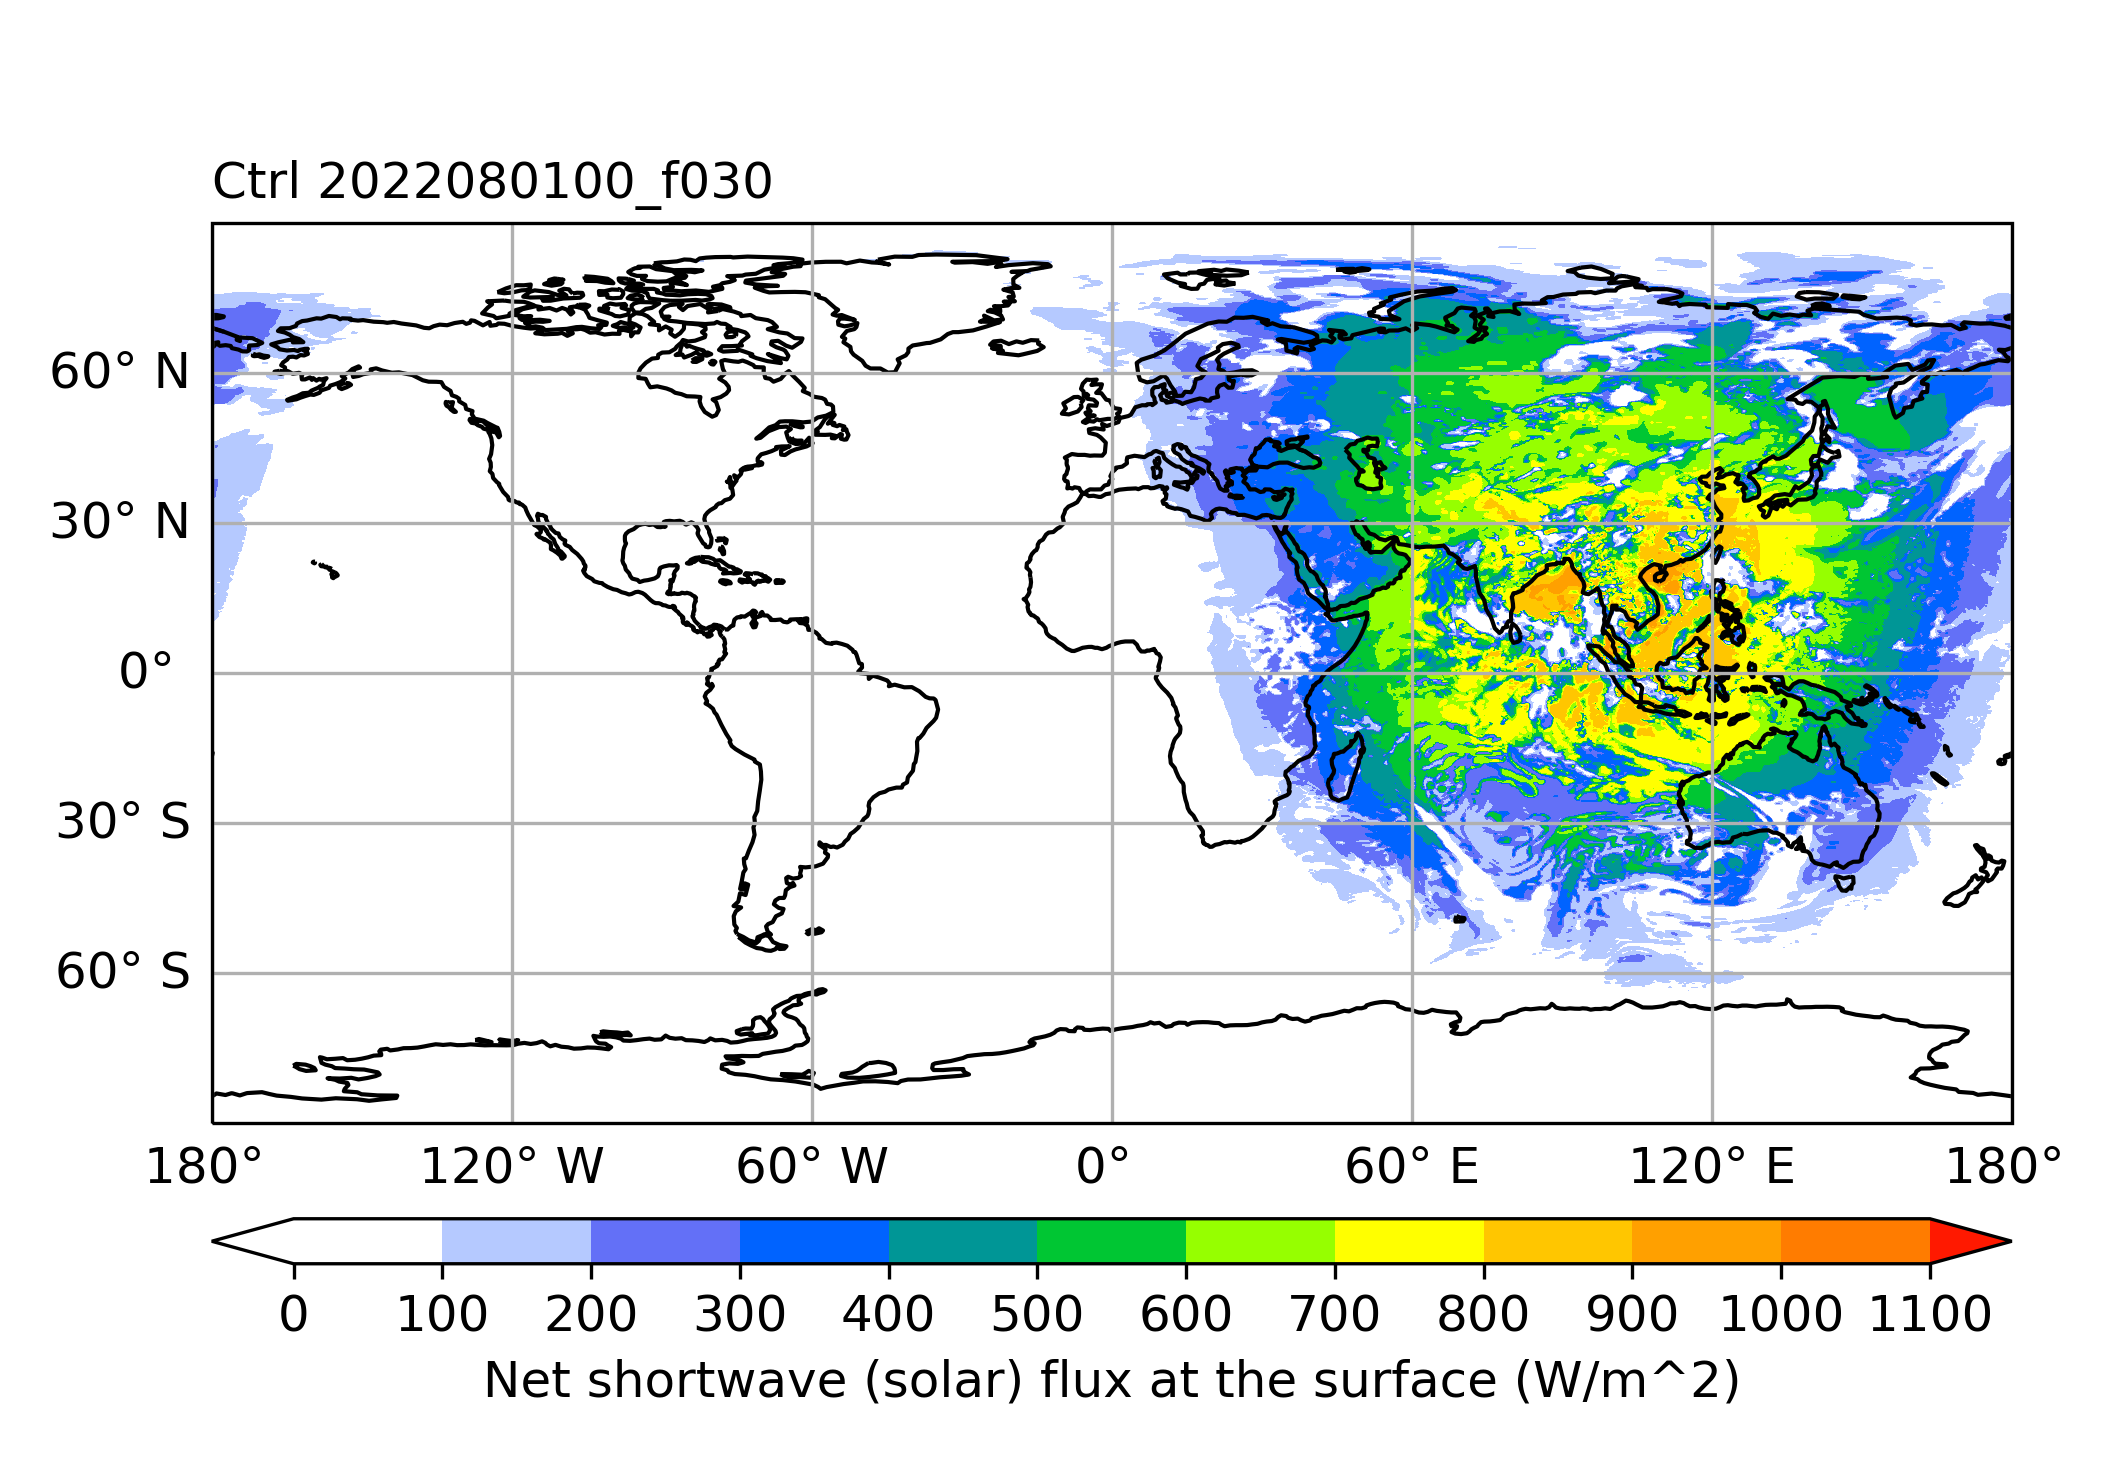 Ctrl 2022080100_f030
60° N
30° N
0°
30° S
60° S
180° 120° W 60° W 0° 60° E 120° E 180°
0 100 200 300 400 500 600 700 800 900 1000 1100
Net shortwave (solar) flux at the surface (W/m^2)